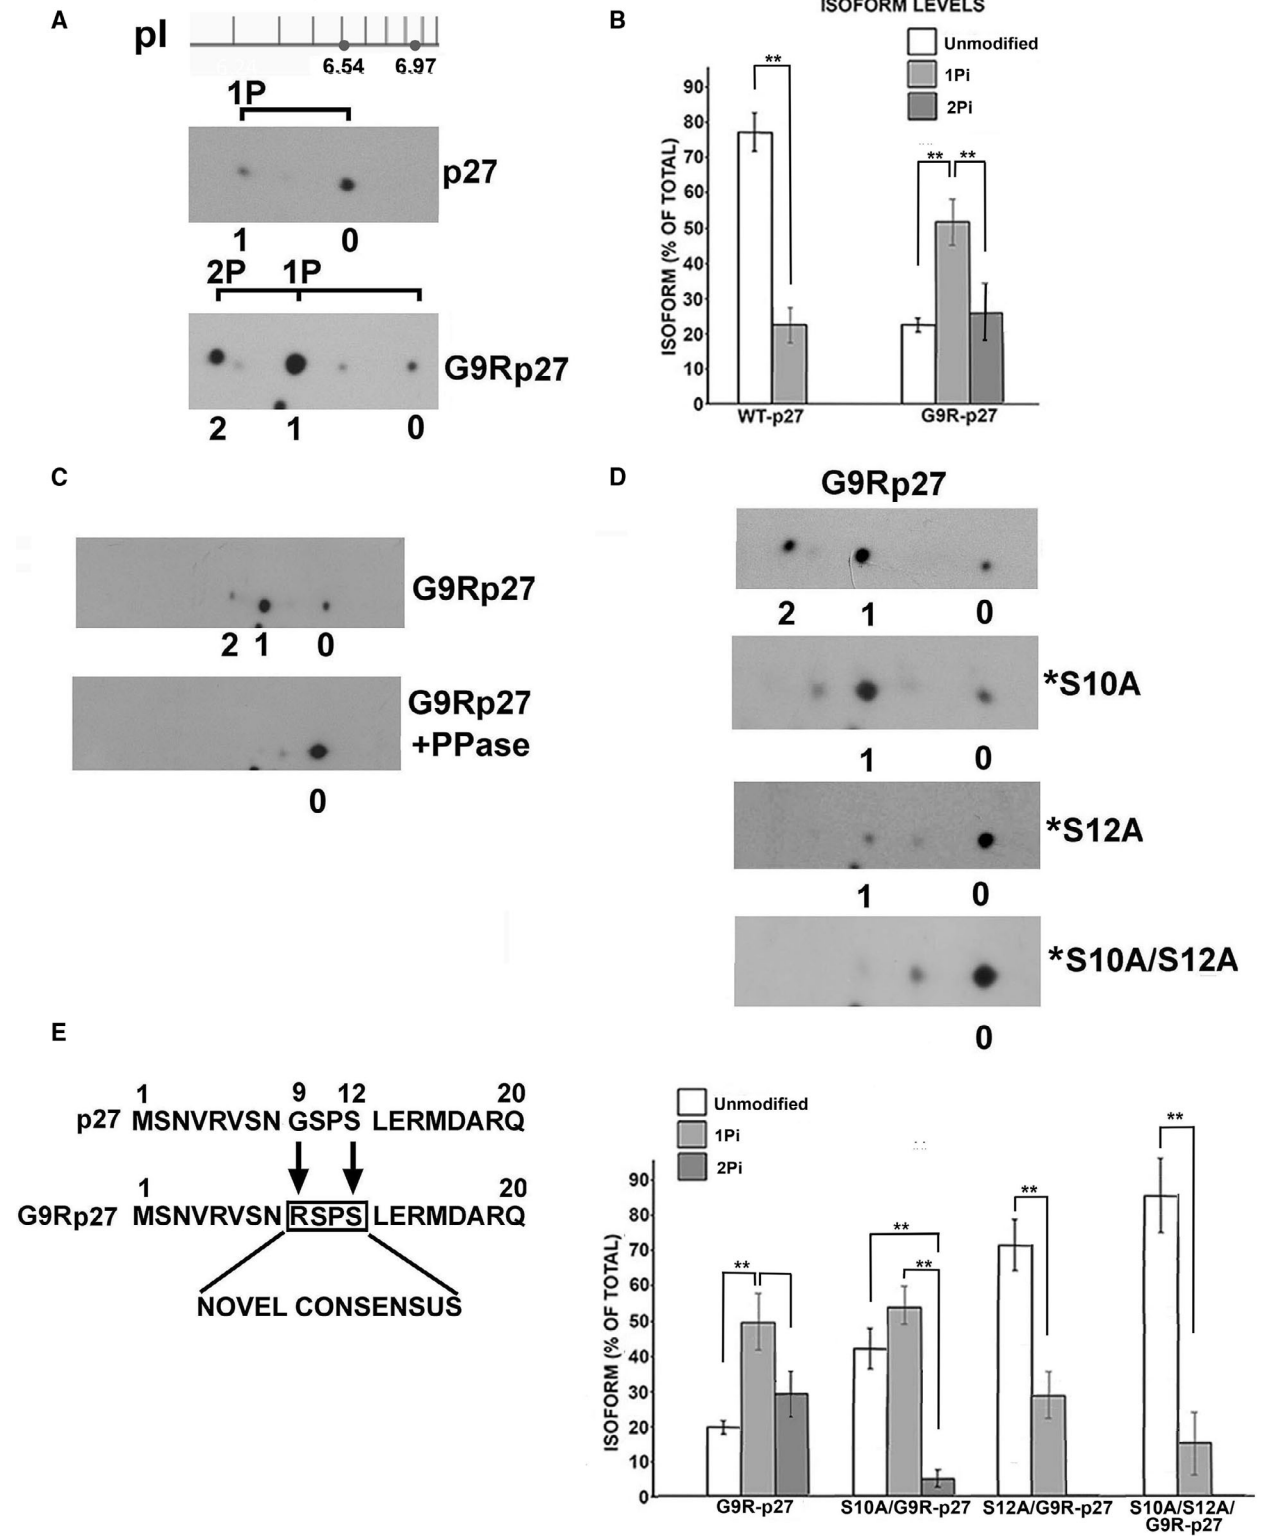 A
pI
6.54 6.97
1P
p27
1 0
2P 1P
G9Rp27
2 1 0
B
ISOFORM LEVELS
Unmodified
1Pi
2Pi
ISOFORM (% OF TOTAL)
90
80
70
60
50
40
30
20
10
0
**
** **
WT-p27 G9R-p27
C
G9Rp27
2 1 0
G9Rp27
+PPase
0
D
G9Rp27
2 1 0
*S10A
1 0
*S12A
1 0
*S10A/S12A
0
E
1 9 12 20
p27 MSNVRVSN GSPS LERMDARQ
1 20
G9Rp27 MSNVRVSN RSPS LERMDARQ
NOVEL CONSENSUS
Unmodified
1Pi
2Pi
ISOFORM (% OF TOTAL)
90
80
70
60
50
40
30
20
10
0
**
**
**
**
**
G9R-p27 S10A/G9R-p27 S12A/G9R-p27 S10A/S12A/
G9R-p27